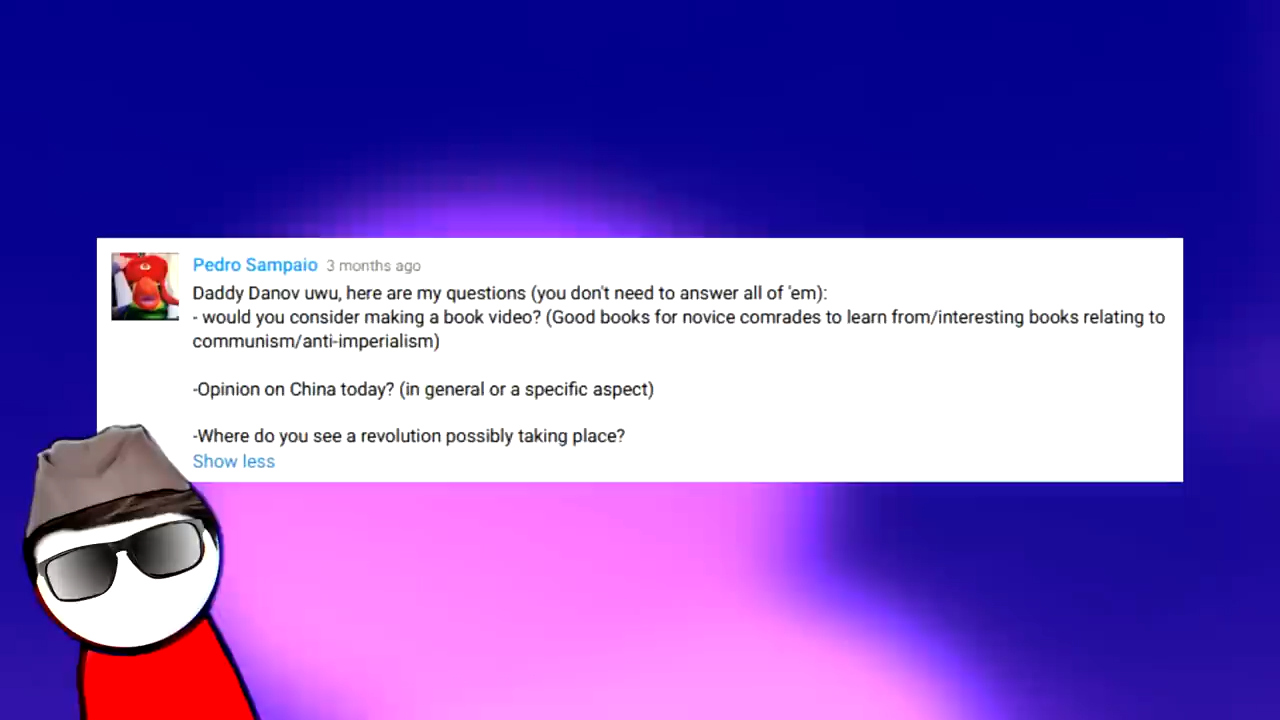 Pedro Sampaio 3 months ago
Daddy Danov uwu, here are my questions (you don't need to answer all of 'em):
- would you consider making a book video? (Good books for novice comrades to learn from/interesting books relating to
communism/anti-imperialism)
-Opinion on China today? (in general or a specific aspect)
-Where do you see a revolution possibly taking place?
Show less